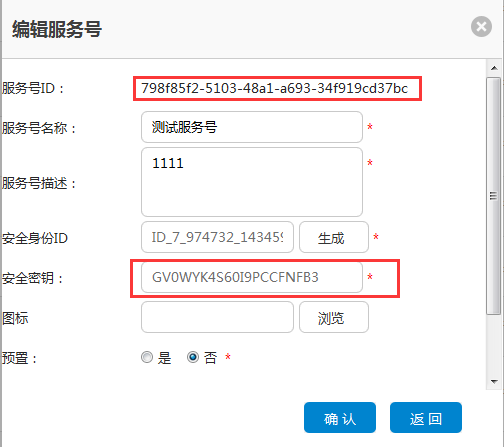 编辑服务号
服务号ID： 798f85f2-5103-48a1-a693-34f919cd37bc
服务号名称： 测试服务号 *
服务号描述： 1111 *
安全身份ID ID_7_974732_143459 生成 *
安全密钥： GV0WYK4S60I9PCCFNFB3 *
图标 浏览
预置： 是 否 *
确认 返回